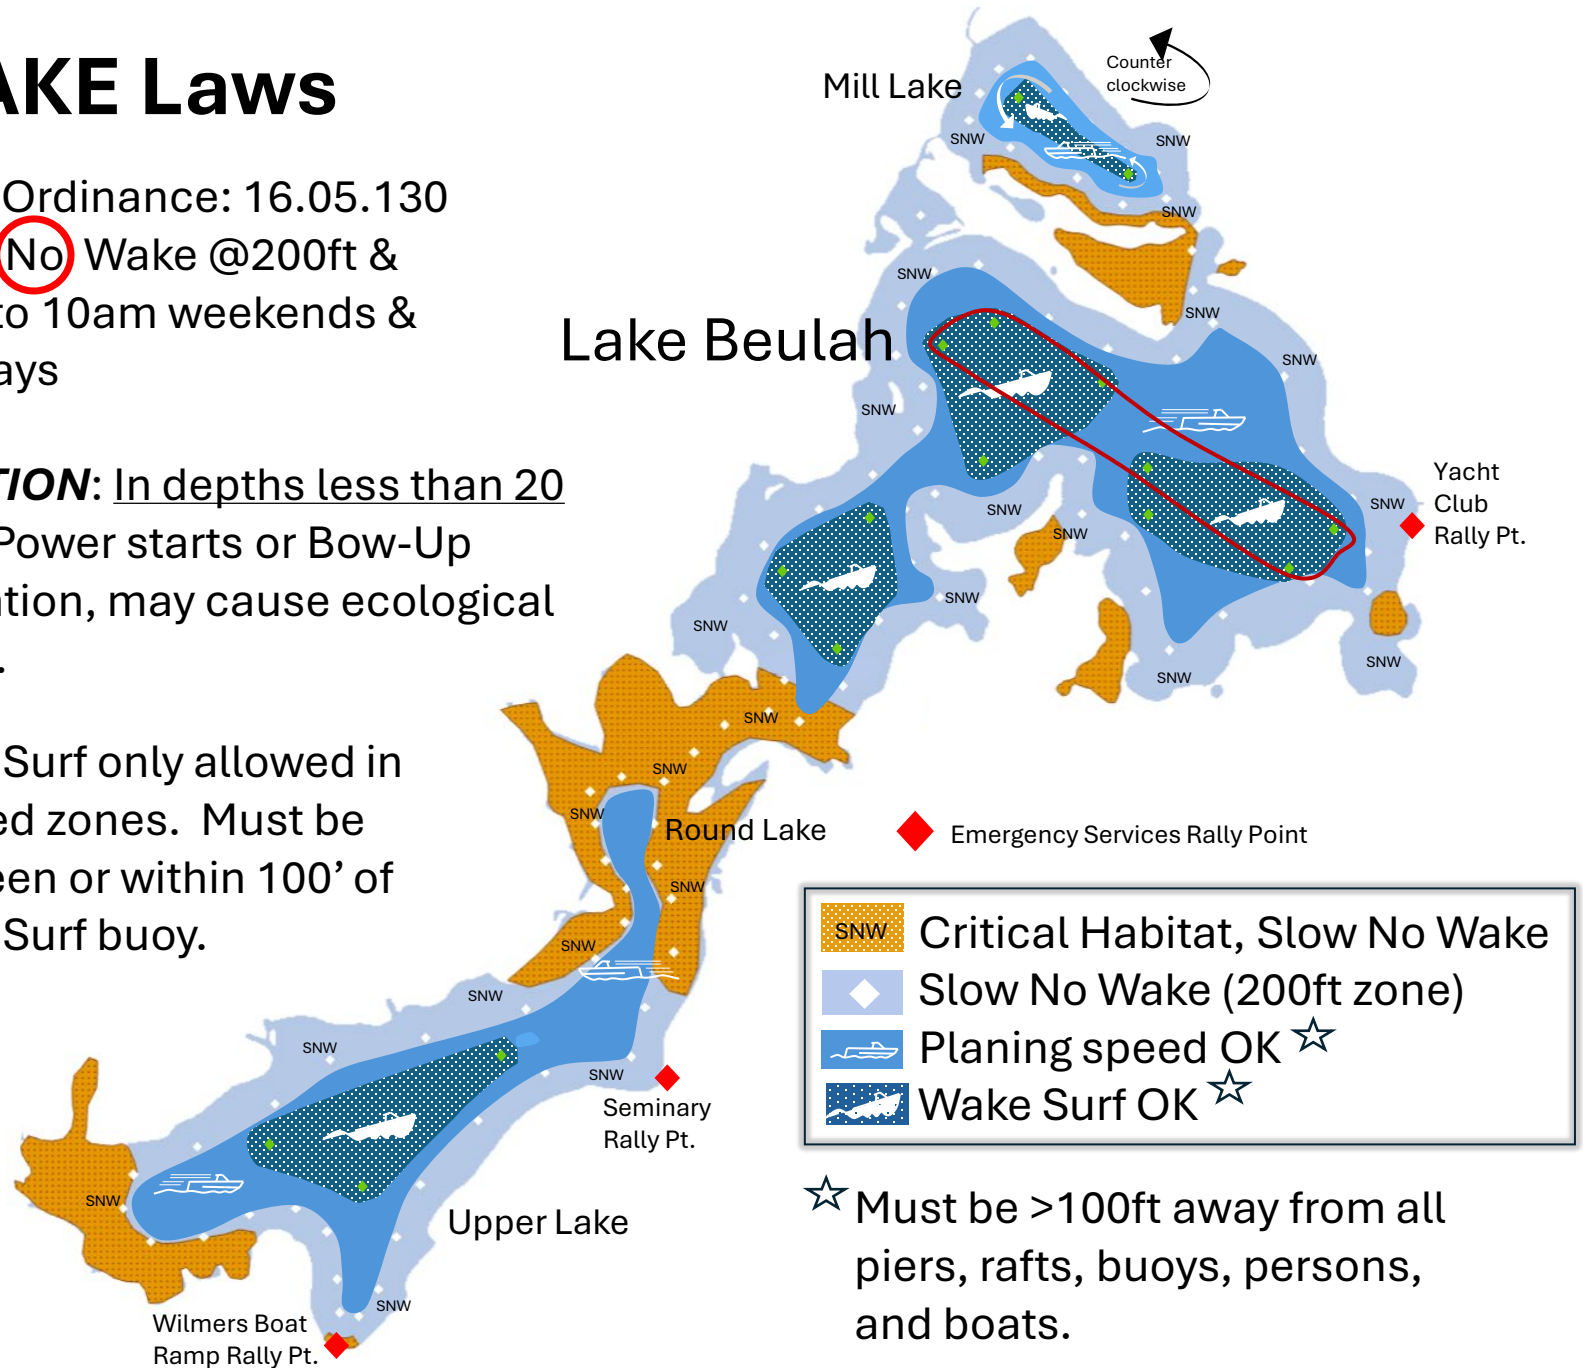 AKE Laws
Ordinance: 16.05.130
No Wake @200ft &
to 10am weekends &
ays
TION: In depths less than 20
Power starts or Bow-Up
ation, may cause ecological
.
Surf only allowed in
ed zones. Must be
een or within 100’ of
Surf buoy.
Mill Lake
Counter
clockwise
SNW
SNW
SNW
SNW
SNW
Lake Beulah
SNW
SNW
Yacht
Club
Rally Pt.
SNW
SNW
SNW
SNW
SNW
SNW
SNW
SNW
SNW
SNW
Round Lake
SNW
SNW
SNW
SNW
SNW
SNW
Seminary
Rally Pt.
SNW
Upper Lake
SNW
Wilmers Boat
Ramp Rally Pt.
Emergency Services Rally Point
SNW Critical Habitat, Slow No Wake
Slow No Wake (200ft zone)
Planing speed OK ☆
Wake Surf OK ☆
☆ Must be >100ft away from all
piers, rafts, buoys, persons,
and boats.